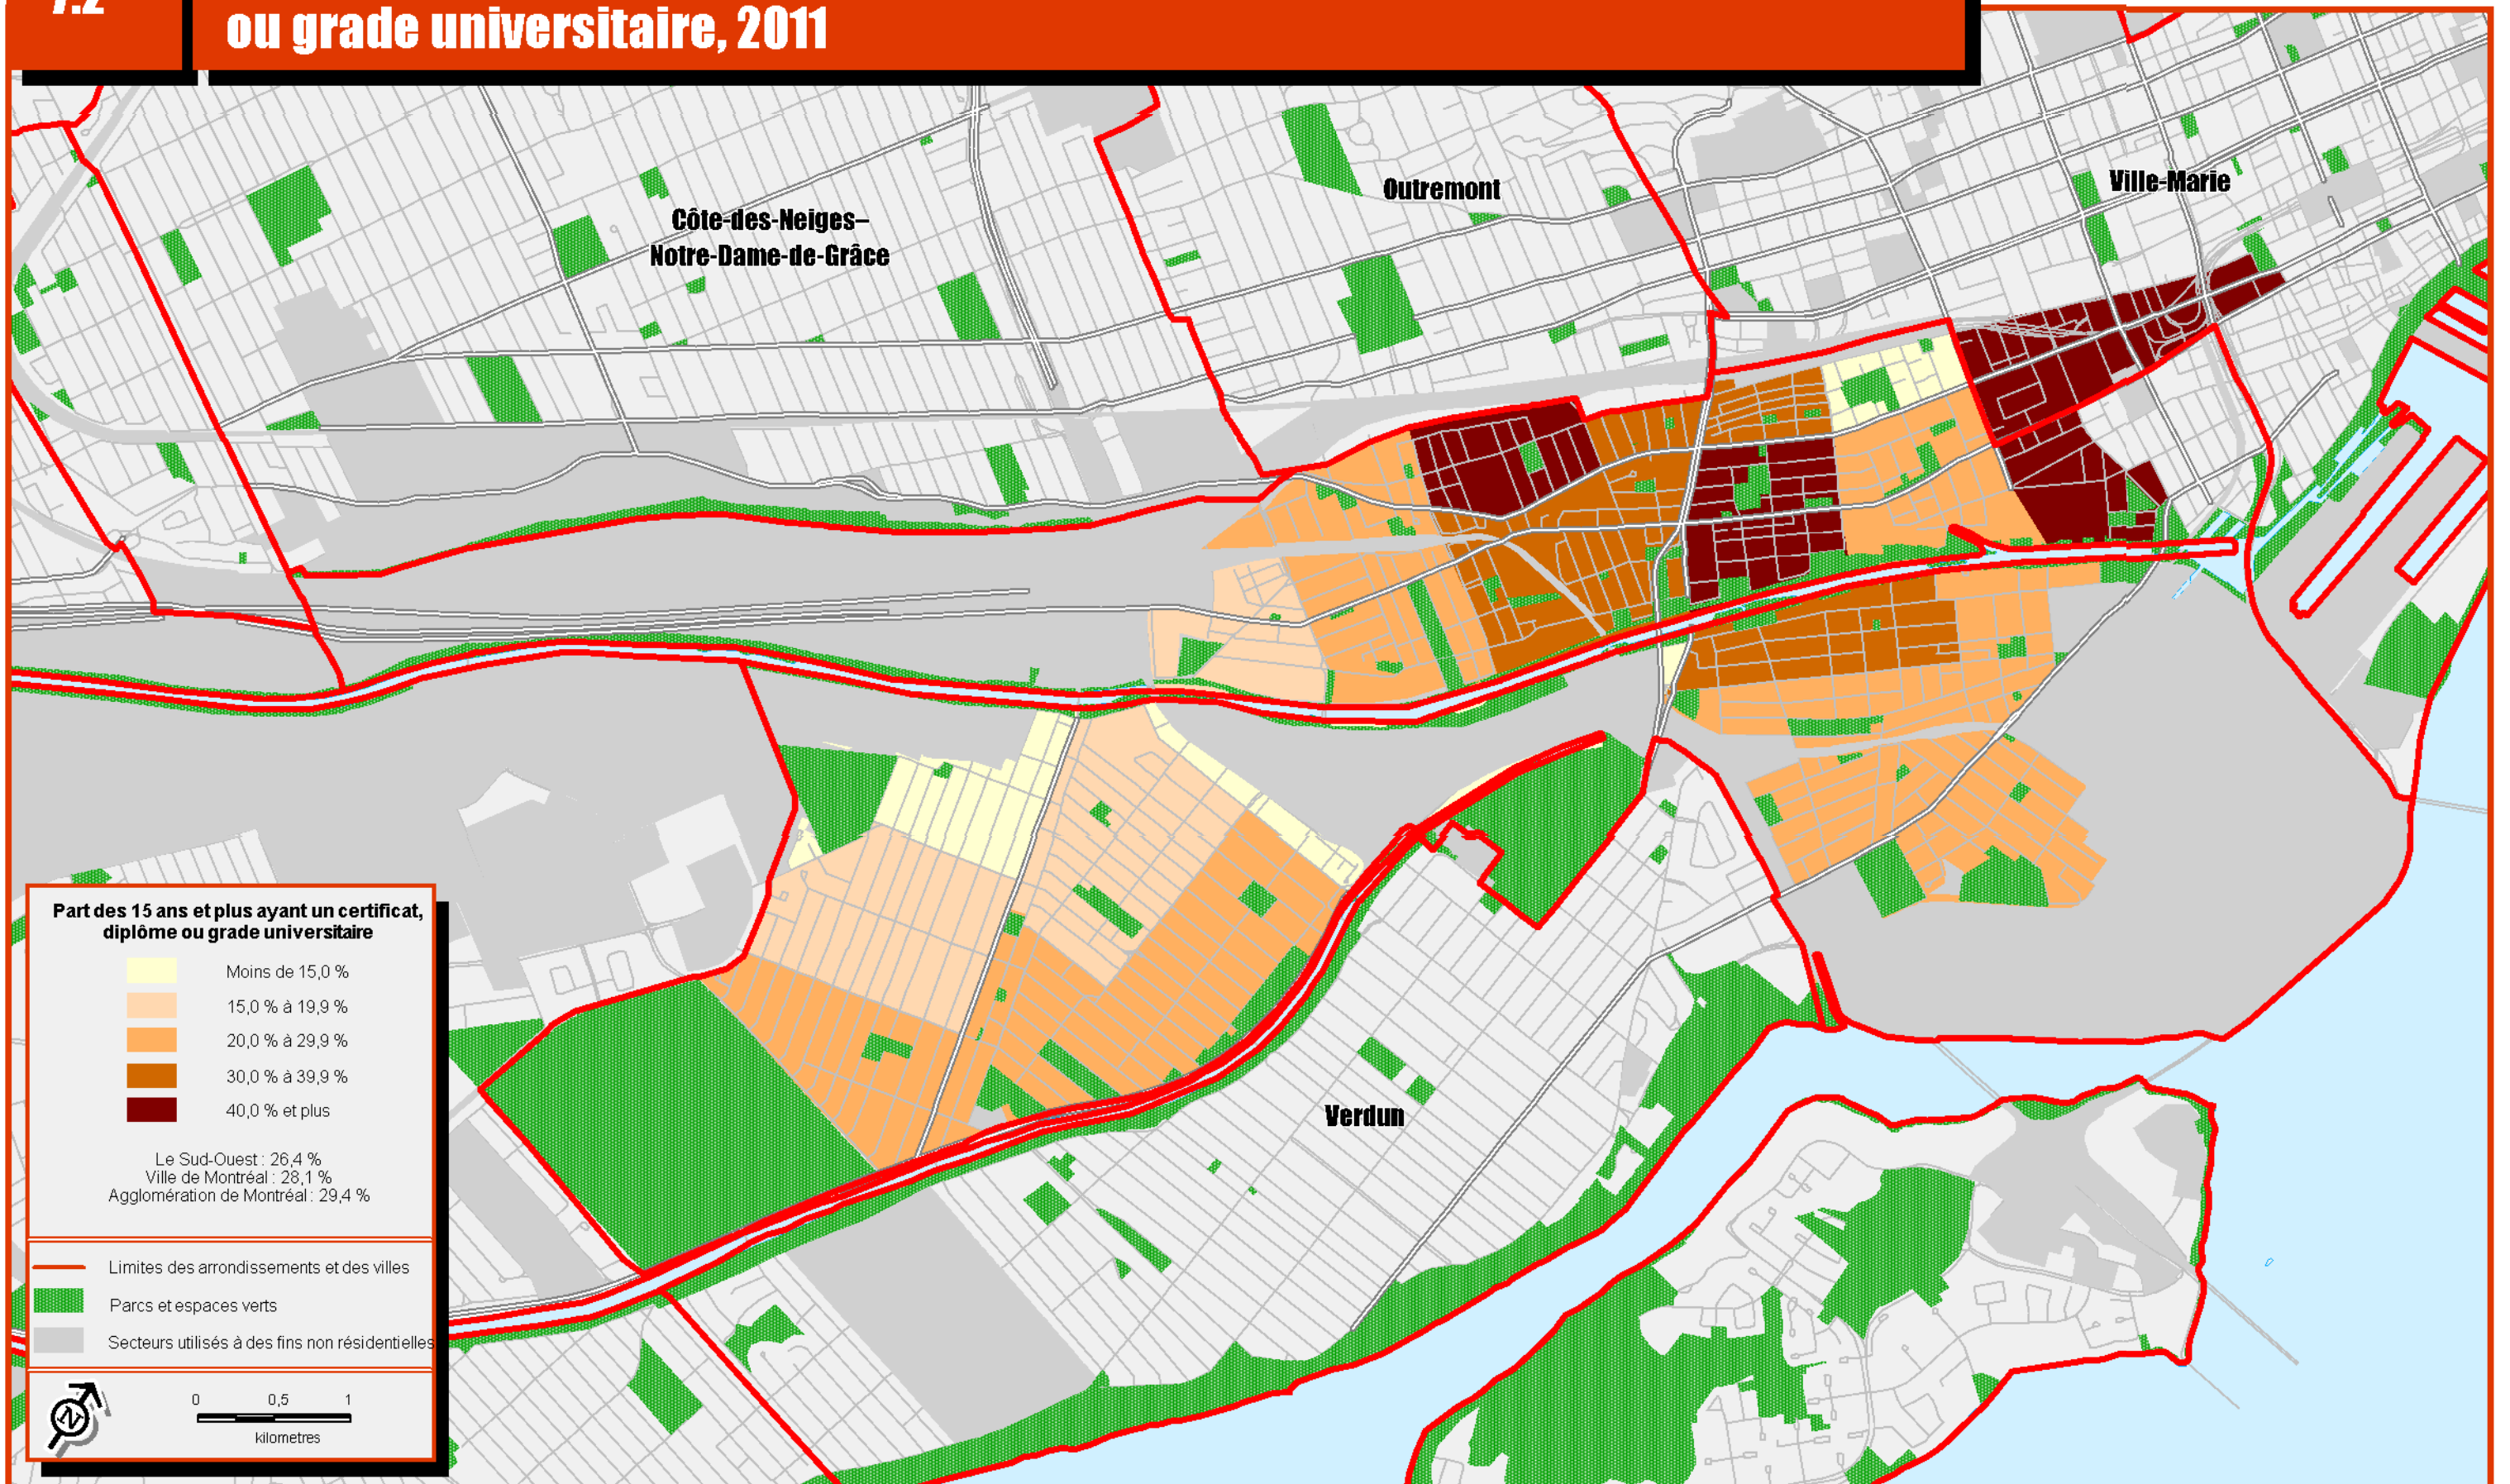 7.2
ou grade universitaire, 2011
Côte-des-Neiges–
Notre-Dame-de-Grâce
Outremont
Ville-Marie
Verdun
Part des 15 ans et plus ayant un certificat,
diplôme ou grade universitaire
Moins de 15,0 %
15,0 % à 19,9 %
20,0 % à 29,9 %
30,0 % à 39,9 %
40,0 % et plus
Le Sud-Ouest : 26,4 %
Ville de Montréal : 28,1 %
Agglomération de Montréal : 29,4 %
Limites des arrondissements et des villes
Parcs et espaces verts
Secteurs utilisés à des fins non résidentielles
N
0 0,5 1
kilometres